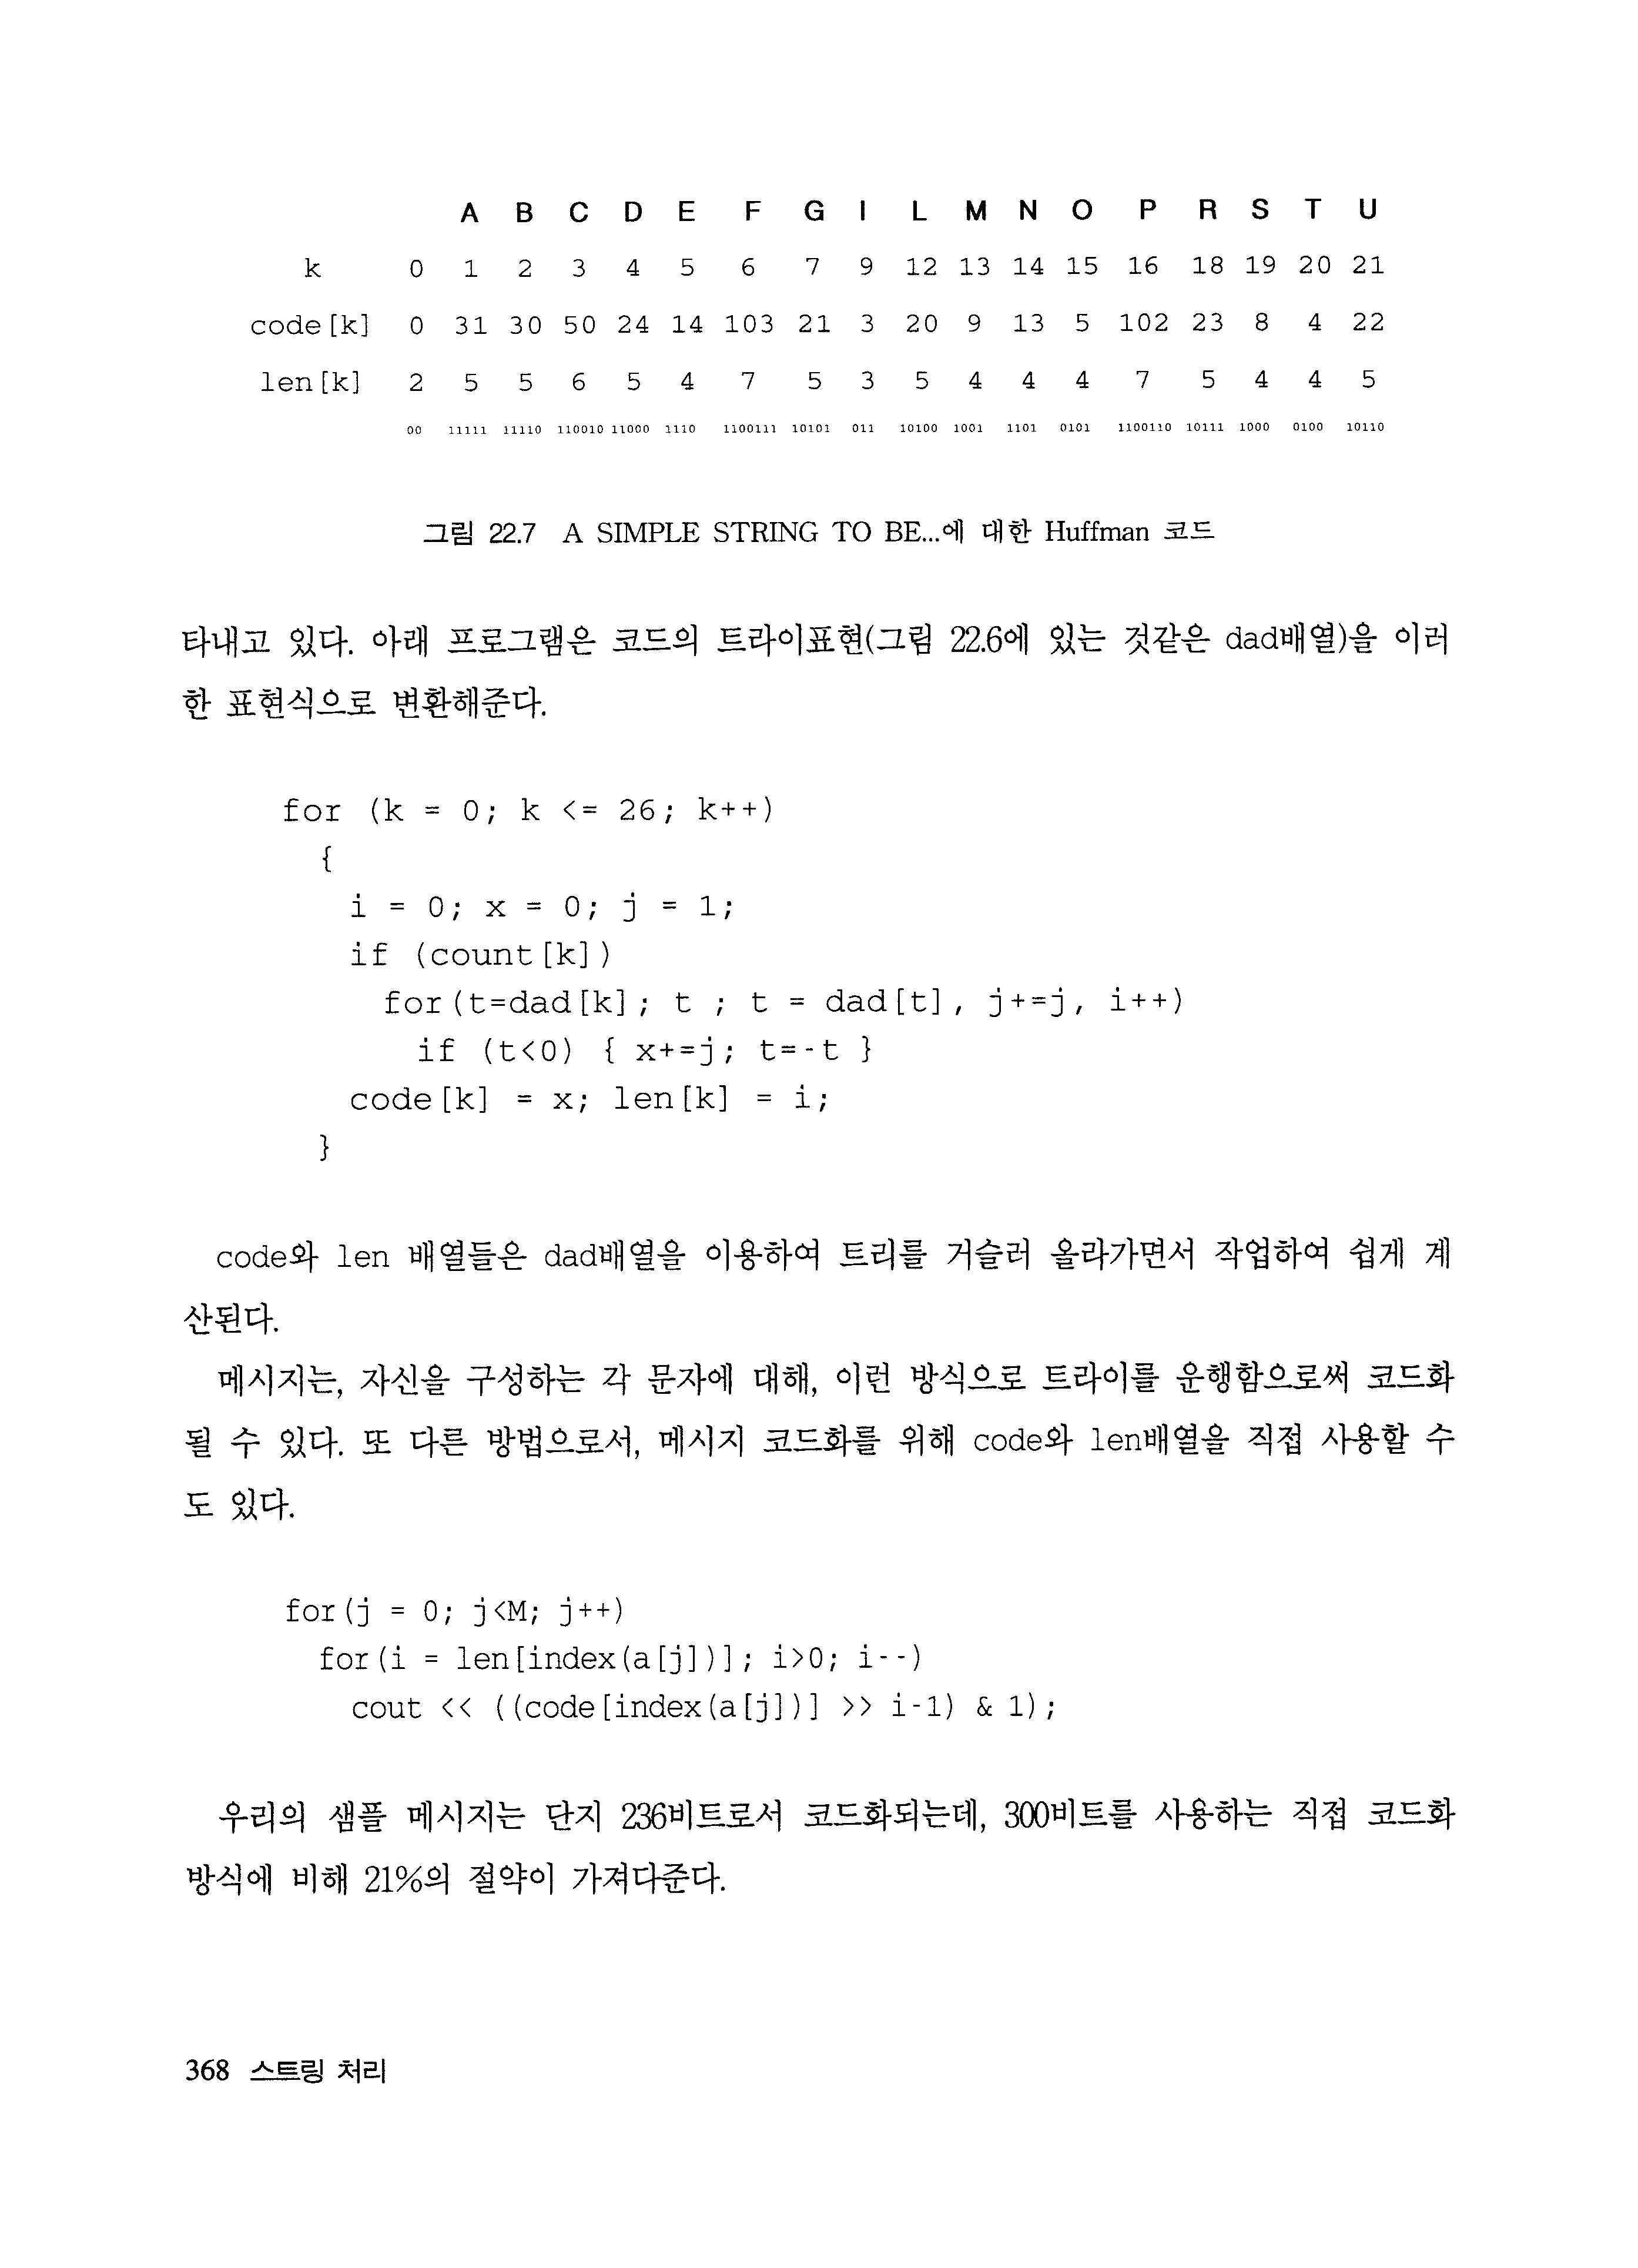 A B C D E F G I L M N O P R S T U
k 0 1 2 3 4 5 6 7 9 12 13 14 15 16 18 19 20 21
code[k] 0 31 30 50 24 14 103 21 3 20 9 13 5 102 23 8 4 22
len[k] 2 5 5 6 5 4 7 5 3 5 4 4 4 7 5 4 4 5
00 11111 11110 110010 11000 1110 1100111 10101 011 10100 1001 1101 0101 1100110 10111 1000 0100 10110
그림 22.7 A SIMPLE STRING TO BE...에 대한 Huffman 코드
타내고 있다. 아래 프로그램은 코드의 트라이표현(그림 22.6에 있는 것같은 dad배열)을 이러
한 표현식으로 변환해준다.
for (k = 0; k <= 26; k++)
{
i = 0; x = 0; j = 1;
if (count[k])
for(t=dad[k]; t ; t = dad[t], j+=j, i++)
if (t<0) { x+=j; t=-t }
code[k] = x; len[k] = i;
}
code와 len 배열들은 dad배열을 이용하여 트리를 거슬러 올라가면서 작업하여 쉽게 계
산된다.
메시지는, 자신을 구성하는 각 문자에 대해, 이런 방식으로 트라이를 운행함으로써 코드화
될 수 있다. 또 다른 방법으로서, 메시지 코드화를 위해 code와 len배열을 직접 사용할 수
도 있다.
for(j = 0; j<M; j++)
for(i = len[index(a[j])]; i>0; i--)
cout << ((code[index(a[j])] >> i-1) & 1);
우리의 샘플 메시지는 단지 236비트로서 코드화되는데, 300비트를 사용하는 직접 코드화
방식에 비해 21%의 절약이 가져다준다.
368 스트링 처리